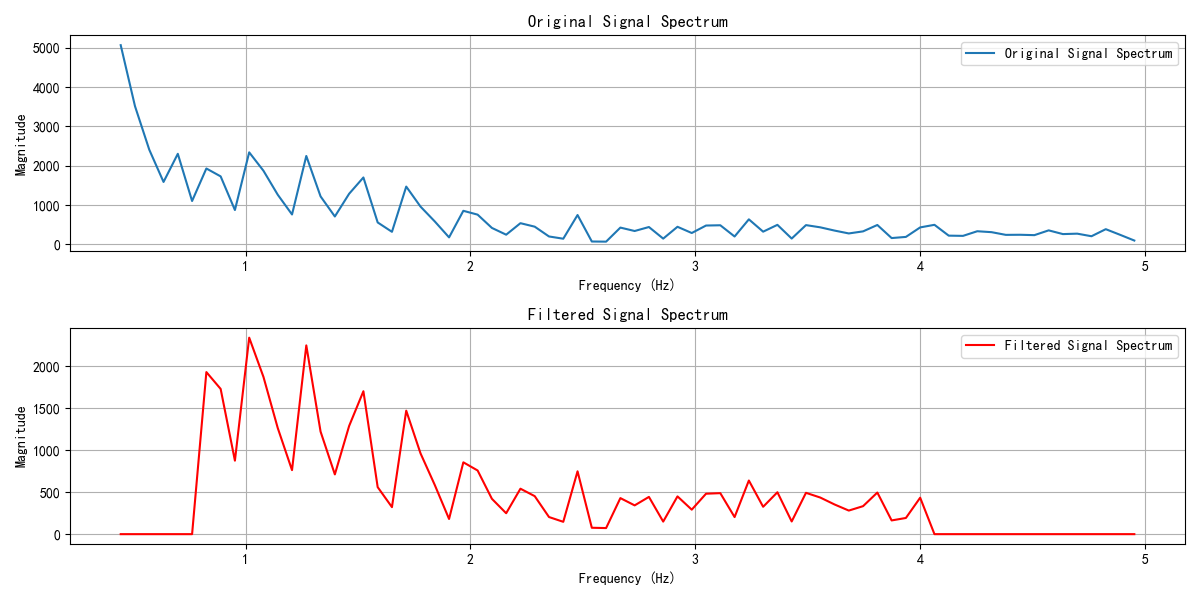 Original Signal Spectrum
Original Signal Spectrum
Magnitude
5000
4000
3000
2000
1000
0
1
2
3
4
5
Frequency (Hz)
Filtered Signal Spectrum
Filtered Signal Spectrum
Magnitude
2000
1500
1000
500
0
1
2
3
4
5
Frequency (Hz)